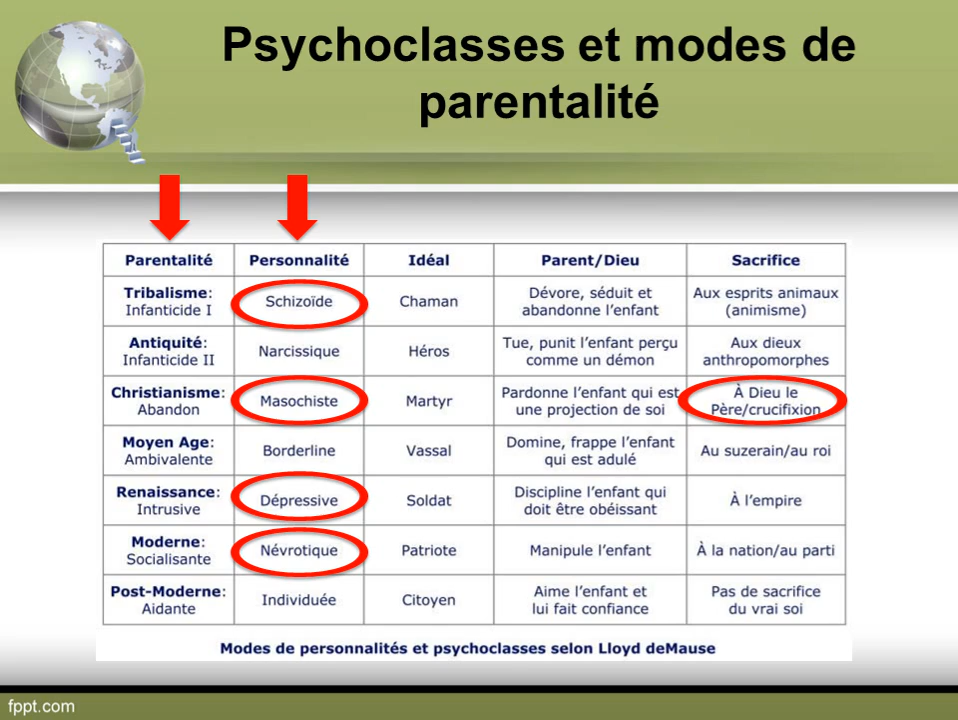 Psychoclasses et modes de
parentalité
Parentalité Personnalité Idéal Parent/Dieu Sacrifice
Tribalisme:
Infanticide I
Schizoïde
Chaman
Dévore, séduit et
abandonne l'enfant
Aux esprits animaux
(animisme)
Antiquité:
Infanticide II
Narcissique
Héros
Tue, punit l'enfant perçu
comme un démon
Aux dieux
anthropomorphes
Christianisme:
Abandon
Masochiste
Martyr
Pardonne l'enfant qui est
une projection de soi
À Dieu le
Père/crucifixion
Moyen Age:
Ambivalente
Borderline
Vassal
Domine, frappe l'enfant
qui est adulé
Au suzerain/au roi
Renaissance:
Intrusive
Dépressive
Soldat
Discipline l'enfant qui
doit être obéissant
À l'empire
Moderne:
Socialisante
Névrotique
Patriote
Manipule l'enfant
À la nation/au parti
Post-Moderne:
Aidante
Individuée
Citoyen
Aime l'enfant et
lui fait confiance
Pas de sacrifice
du vrai soi
Modes de personnalités et psychoclasses selon Lloyd deMause
fppt.com